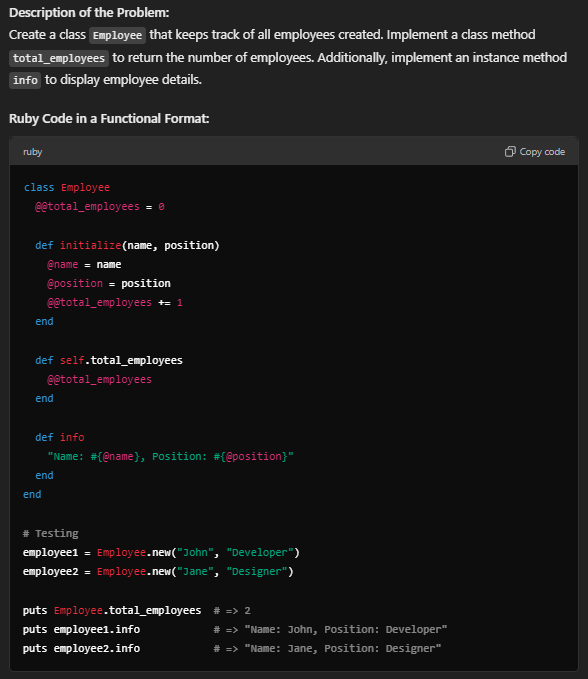 Description of the Problem:
Create a class Employee that keeps track of all employees created. Implement a class method
total_employees to return the number of employees. Additionally, implement an instance method
info to display employee details.
Ruby Code in a Functional Format:
ruby Copy code
class Employee
  @@total_employees = 0

  def initialize(name, position)
    @name = name
    @position = position
    @@total_employees += 1
  end

  def self.total_employees
    @@total_employees
  end

  def info
    "Name: #{@name}, Position: #{@position}"
  end
end

# Testing
employee1 = Employee.new("John", "Developer")
employee2 = Employee.new("Jane", "Designer")

puts Employee.total_employees  # => 2
puts employee1.info            # => "Name: John, Position: Developer"
puts employee2.info            # => "Name: Jane, Position: Designer"